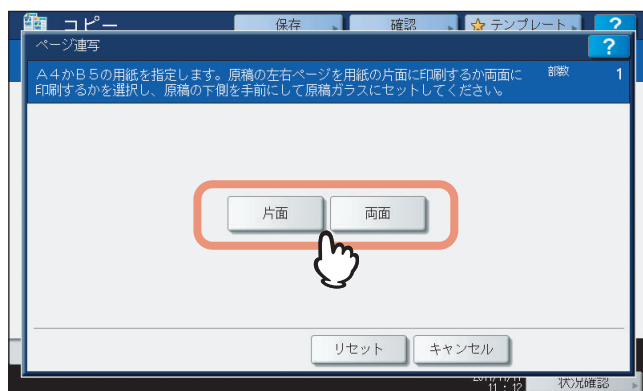 コピー
保存
確認
テンプレート
?
ページ連写
?
A4かB5の用紙を指定します。原稿の左右ページを用紙の片面に印刷するか両面に
印刷するかを選択し、原稿の下側を手前にして原稿ガラスにセットしてください。
部数 1
片面
両面
リセット
キャンセル
11:12
状況確認